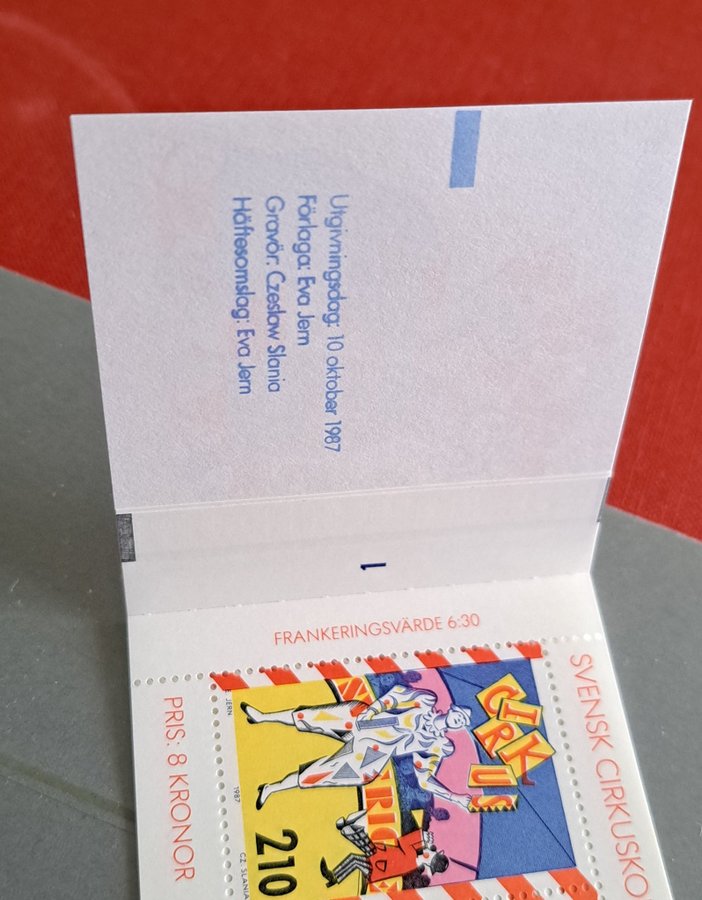 Utgivningsdag: 10 oktober 1987
Förlaga: Eva Jern
Gravör: Czesław Slania
Häftesomslag: Eva Jern
1
FRANKERINGSVÄRDE 6:30
SVENSK CIRKUSKO
PRIS: 8 KRONOR
CIRKUS
SVERIGE
210
JERN
1987
CZ. SLANIA